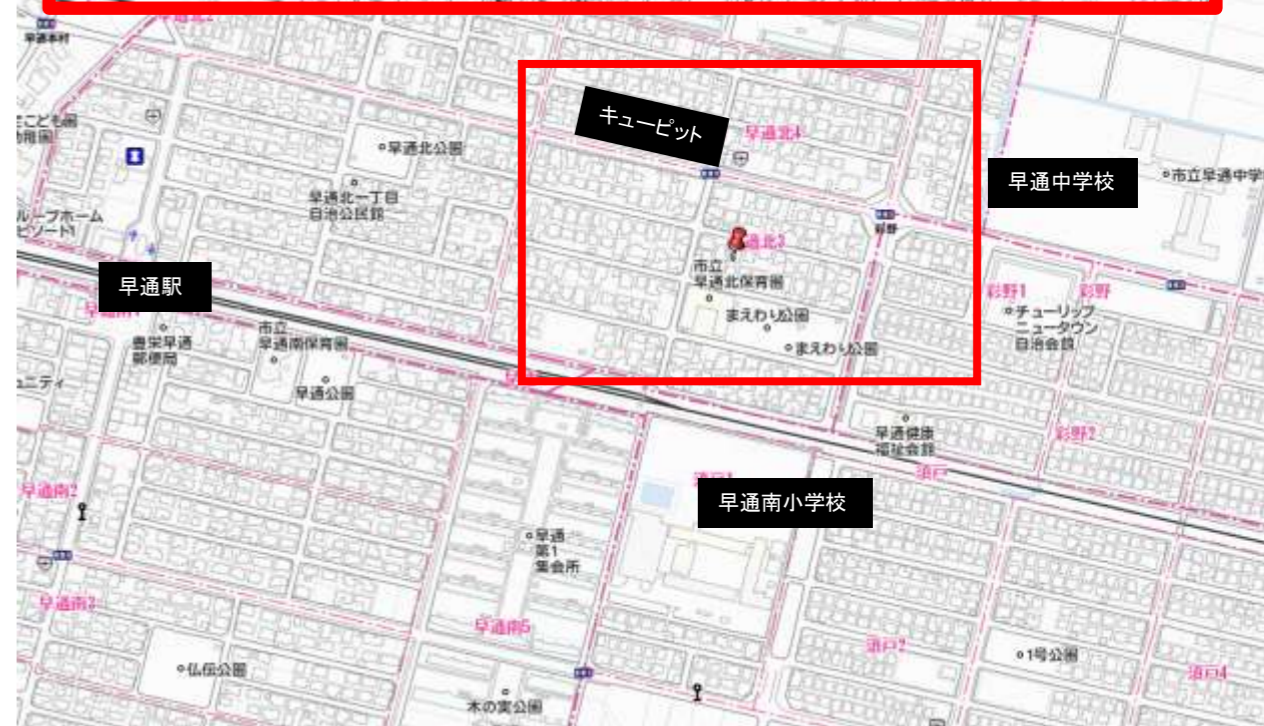 早通北2
早通本村
キューピット
早通北4
早通北公園
早通中学校
市立早通中学
早通北一丁目
自治公民館
彩野
通北3
市立
早通北保育園
早通駅
まえわり公園
まえわり公園
彩野1
彩野
チューリップ
ニュータウン
自治会館
豊栄早通
郵便局
市立
早通南保育園
早通公園
早通健康
福祉会館
彩野2
須戸
早通南2
早通南小学校
早通
第1
集会所
早通南3
早通南5
須戸2
1号公園
須戸4
仏伝公園
木の実公園